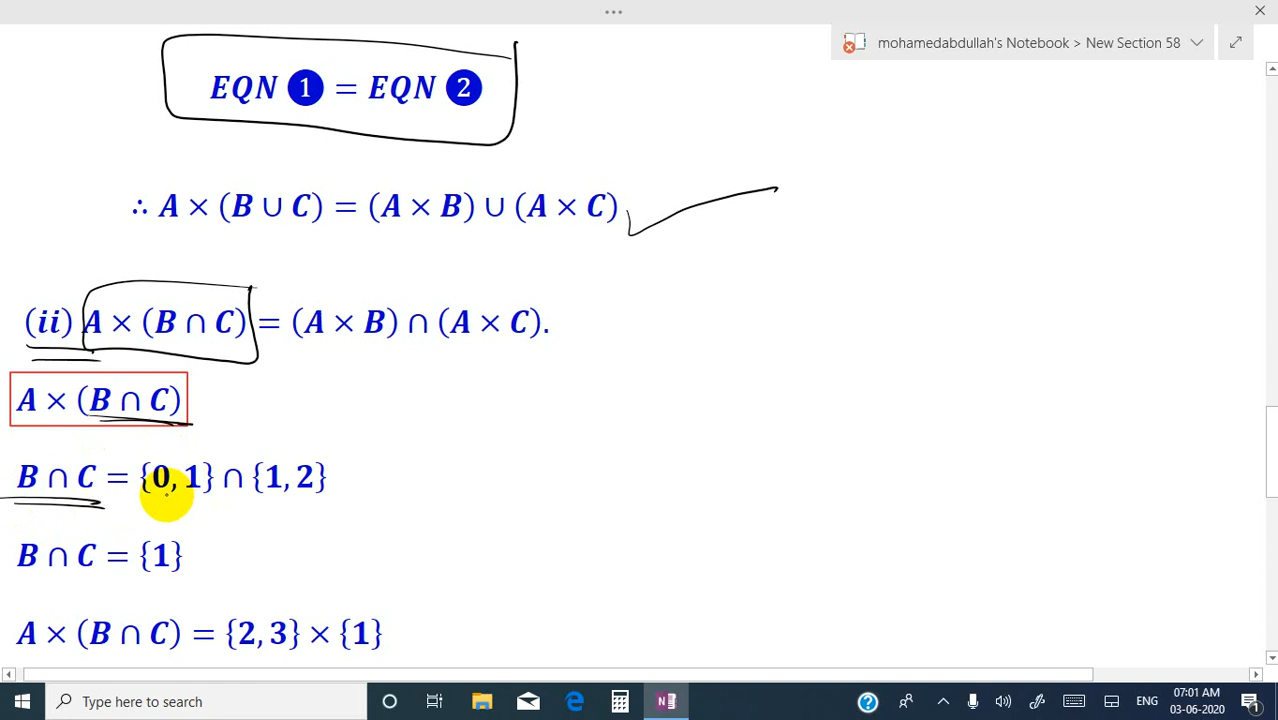 mohamedabdullah's Notebook > New Section 58
EQN ① = EQN ②
∴ A × (B ∪ C) = (A × B) ∪ (A × C)
(ii) A × (B ∩ C) = (A × B) ∩ (A × C).
A × (B ∩ C)
B ∩ C = {0, 1} ∩ {1, 2}
B ∩ C = {1}
A × (B ∩ C) = {2, 3} × {1}
Type here to search
ENG
07:01 AM
03-06-2020
1